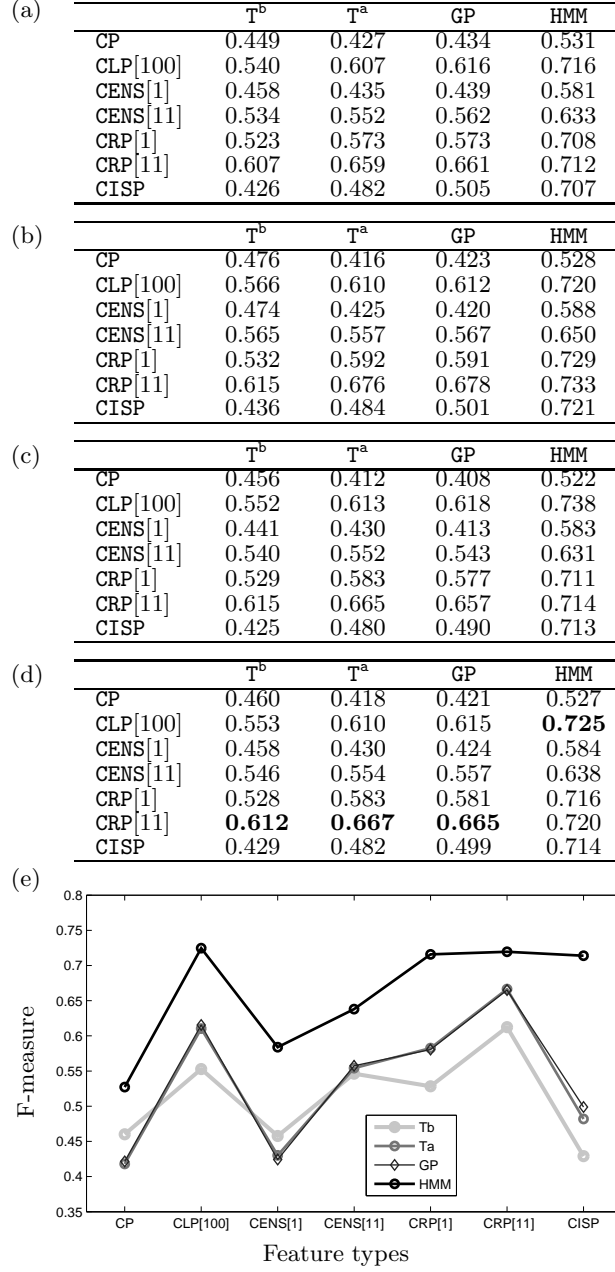 (a)
Tᵇ Tᵃ GP HMM
CP 0.449 0.427 0.434 0.531
CLP[100] 0.540 0.607 0.616 0.716
CENS[1] 0.458 0.435 0.439 0.581
CENS[11] 0.534 0.552 0.562 0.633
CRP[1] 0.523 0.573 0.573 0.708
CRP[11] 0.607 0.659 0.661 0.712
CISP 0.426 0.482 0.505 0.707
(b)
Tᵇ Tᵃ GP HMM
CP 0.476 0.416 0.423 0.528
CLP[100] 0.566 0.610 0.612 0.720
CENS[1] 0.474 0.425 0.420 0.588
CENS[11] 0.565 0.557 0.567 0.650
CRP[1] 0.532 0.592 0.591 0.729
CRP[11] 0.615 0.676 0.678 0.733
CISP 0.436 0.484 0.501 0.721
(c)
Tᵇ Tᵃ GP HMM
CP 0.456 0.412 0.408 0.522
CLP[100] 0.552 0.613 0.618 0.738
CENS[1] 0.441 0.430 0.413 0.583
CENS[11] 0.540 0.552 0.543 0.631
CRP[1] 0.529 0.583 0.577 0.711
CRP[11] 0.615 0.665 0.657 0.714
CISP 0.425 0.480 0.490 0.713
(d)
Tᵇ Tᵃ GP HMM
CP 0.460 0.418 0.421 0.527
CLP[100] 0.553 0.610 0.615 0.725
CENS[1] 0.458 0.430 0.424 0.584
CENS[11] 0.546 0.554 0.557 0.638
CRP[1] 0.528 0.583 0.581 0.716
CRP[11] 0.612 0.667 0.665 0.720
CISP 0.429 0.482 0.499 0.714
(e)
0.8
0.75
0.7
0.65
0.6
0.55
0.5
0.45
0.4
0.35
F-measure
Tb
Ta
GP
HMM
CP CLP[100] CENS[1] CENS[11] CRP[1] CRP[11] CISP
Feature types